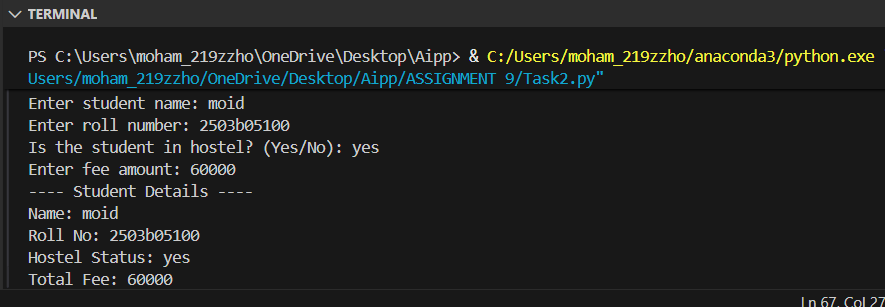 TERMINAL
PS C:\Users\moham_219zzho\OneDrive\Desktop\Aipp> & C:/Users/moham_219zzho/anaconda3/python.exe
Users/moham_219zzho/OneDrive/Desktop/Aipp/ASSIGNMENT 9/Task2.py"
Enter student name: moid
Enter roll number: 2503b05100
Is the student in hostel? (Yes/No): yes
Enter fee amount: 60000
---- Student Details ----
Name: moid
Roll No: 2503b05100
Hostel Status: yes
Total Fee: 60000
Ln 67, Col 27